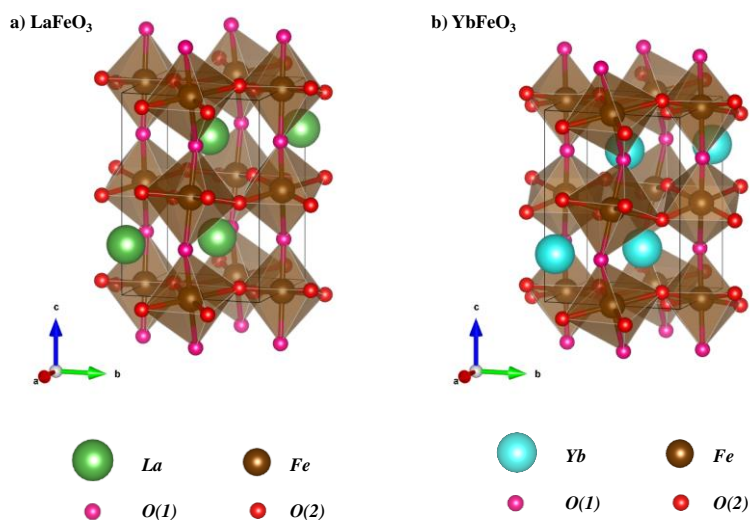 a) LaFeO₃
b) YbFeO₃
c
a
b
c
a
b
La
Fe
O(1)
O(2)
Yb
Fe
O(1)
O(2)